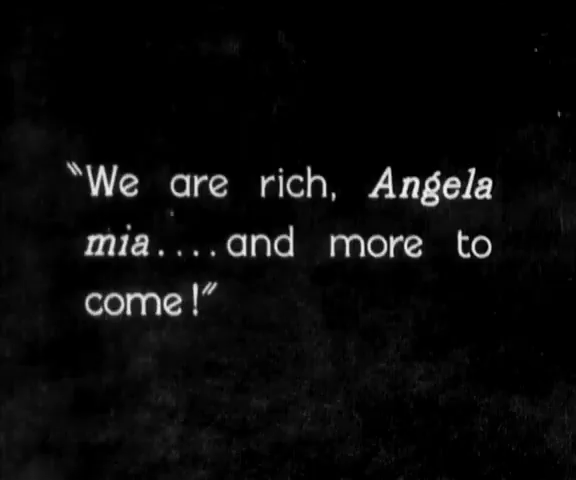 "We are rich, Angela
mia....and more to
come!"